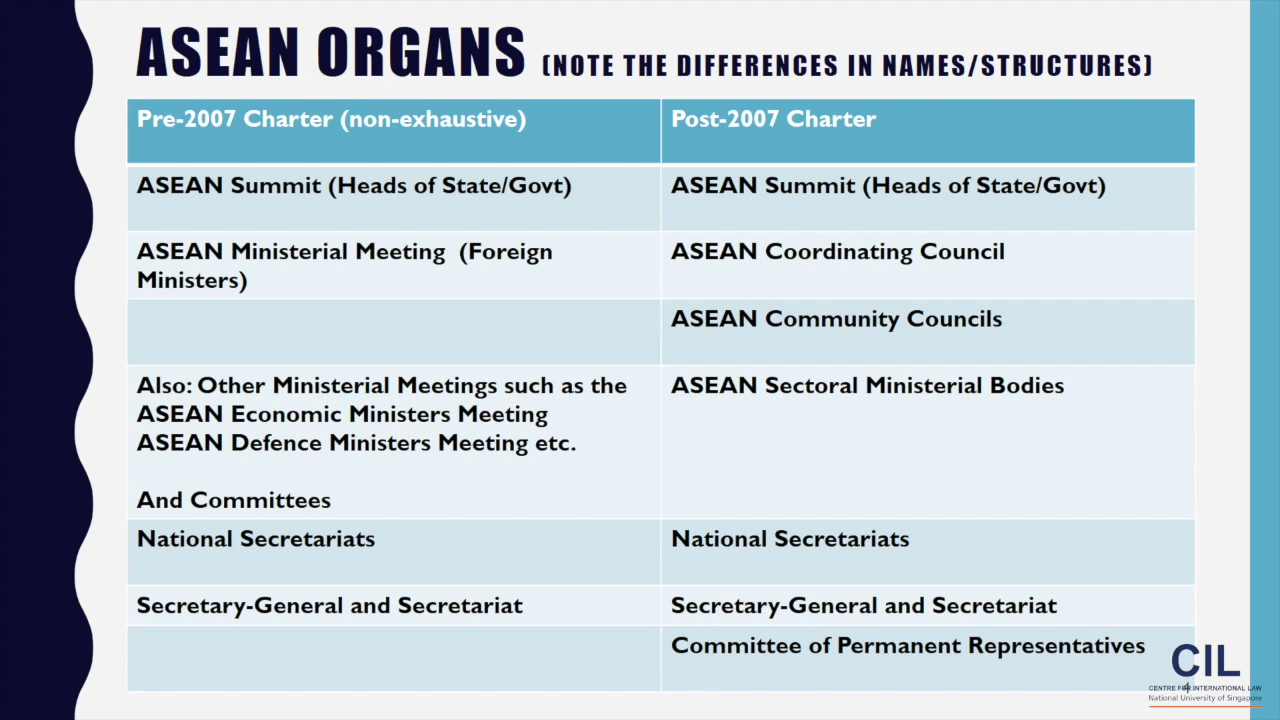 ASEAN ORGANS (NOTE THE DIFFERENCES IN NAMES/STRUCTURES)
Pre-2007 Charter (non-exhaustive)
Post-2007 Charter
ASEAN Summit (Heads of State/Govt)
ASEAN Summit (Heads of State/Govt)
ASEAN Ministerial Meeting (Foreign
Ministers)
ASEAN Coordinating Council
ASEAN Community Councils
Also: Other Ministerial Meetings such as the
ASEAN Economic Ministers Meeting
ASEAN Defence Ministers Meeting etc.
And Committees
ASEAN Sectoral Ministerial Bodies
National Secretariats
National Secretariats
Secretary-General and Secretariat
Secretary-General and Secretariat
Committee of Permanent Representatives
CIL
4
CENTRE FOR INTERNATIONAL LAW
National University of Singapore